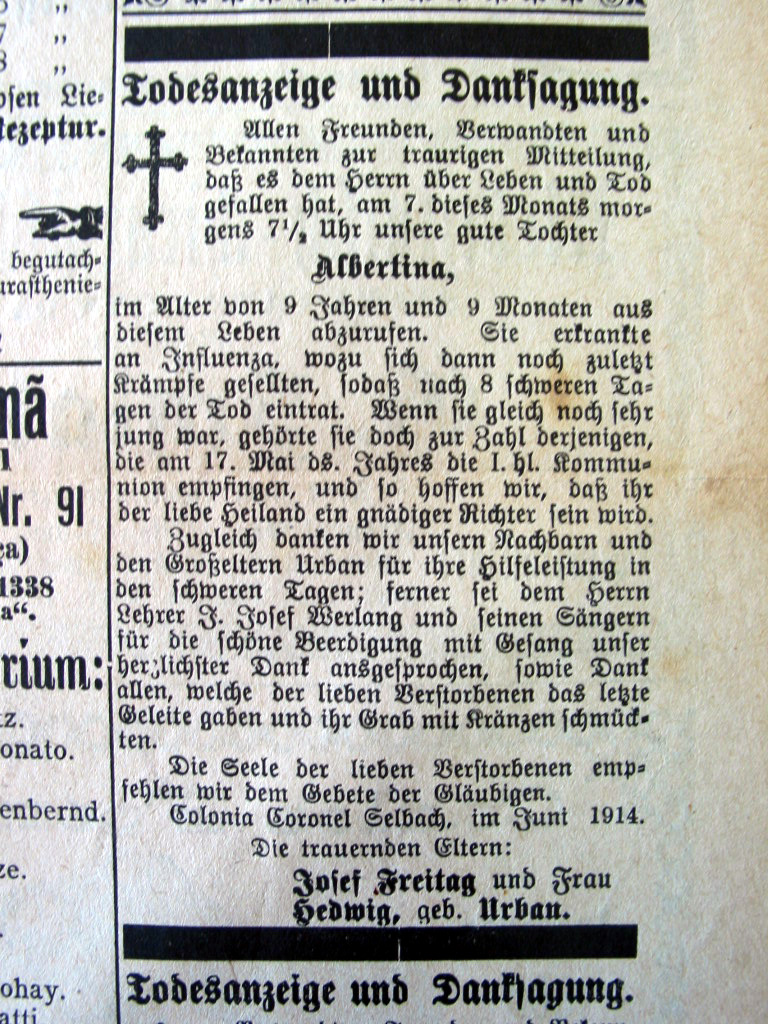 8 "
Lie-
Rezeptur.
begutach-
Nr. 91
1338
Todesanzeige und Danksagung.
Allen Freunden, Verwandten und
Bekannten zur traurigen Mitteilung,
daß es dem Herrn über Leben und Tod
gefallen hat, am 7. dieses Monats mor-
gens 7½ Uhr unsere gute Tochter
Albertina,
im Alter von 9 Jahren und 9 Monaten aus
diesem Leben abzurufen. Sie erkrankte
an Influenza, wozu sich dann noch zuletzt
Krämpfe gesellten, sodaß nach 8 schweren Ta-
gen der Tod eintrat. Wenn sie gleich noch sehr
jung war, gehörte sie doch zur Zahl derjenigen,
die am 17. Mai ds. Jahres die I. hl. Kommu-
nion empfingen, und so hoffen wir, daß ihr
der liebe Heiland ein gnädiger Richter sein wird.
Zugleich danken wir unsern Nachbarn und
den Großeltern Urban für ihre Hilfeleistung in
den schweren Tagen; ferner sei dem Herrn
Lehrer J. Josef Werlang und seinen Sängern
für die schöne Beerdigung mit Gesang unser
herzlichster Dank ansgesprochen, sowie Dank
allen, welche der lieben Verstorbenen das letzte
Geleite gaben und ihr Grab mit Kränzen schmück-
ten.
Die Seele der lieben Verstorbenen emp-
fehlen wir dem Gebete der Gläubigen.
Colonia Coronel Selbach, im Juni 1914.
Die trauernden Eltern:
Josef Freitag und Frau
Hedwig, geb. Urban.
Todesanzeige und Danksagung.